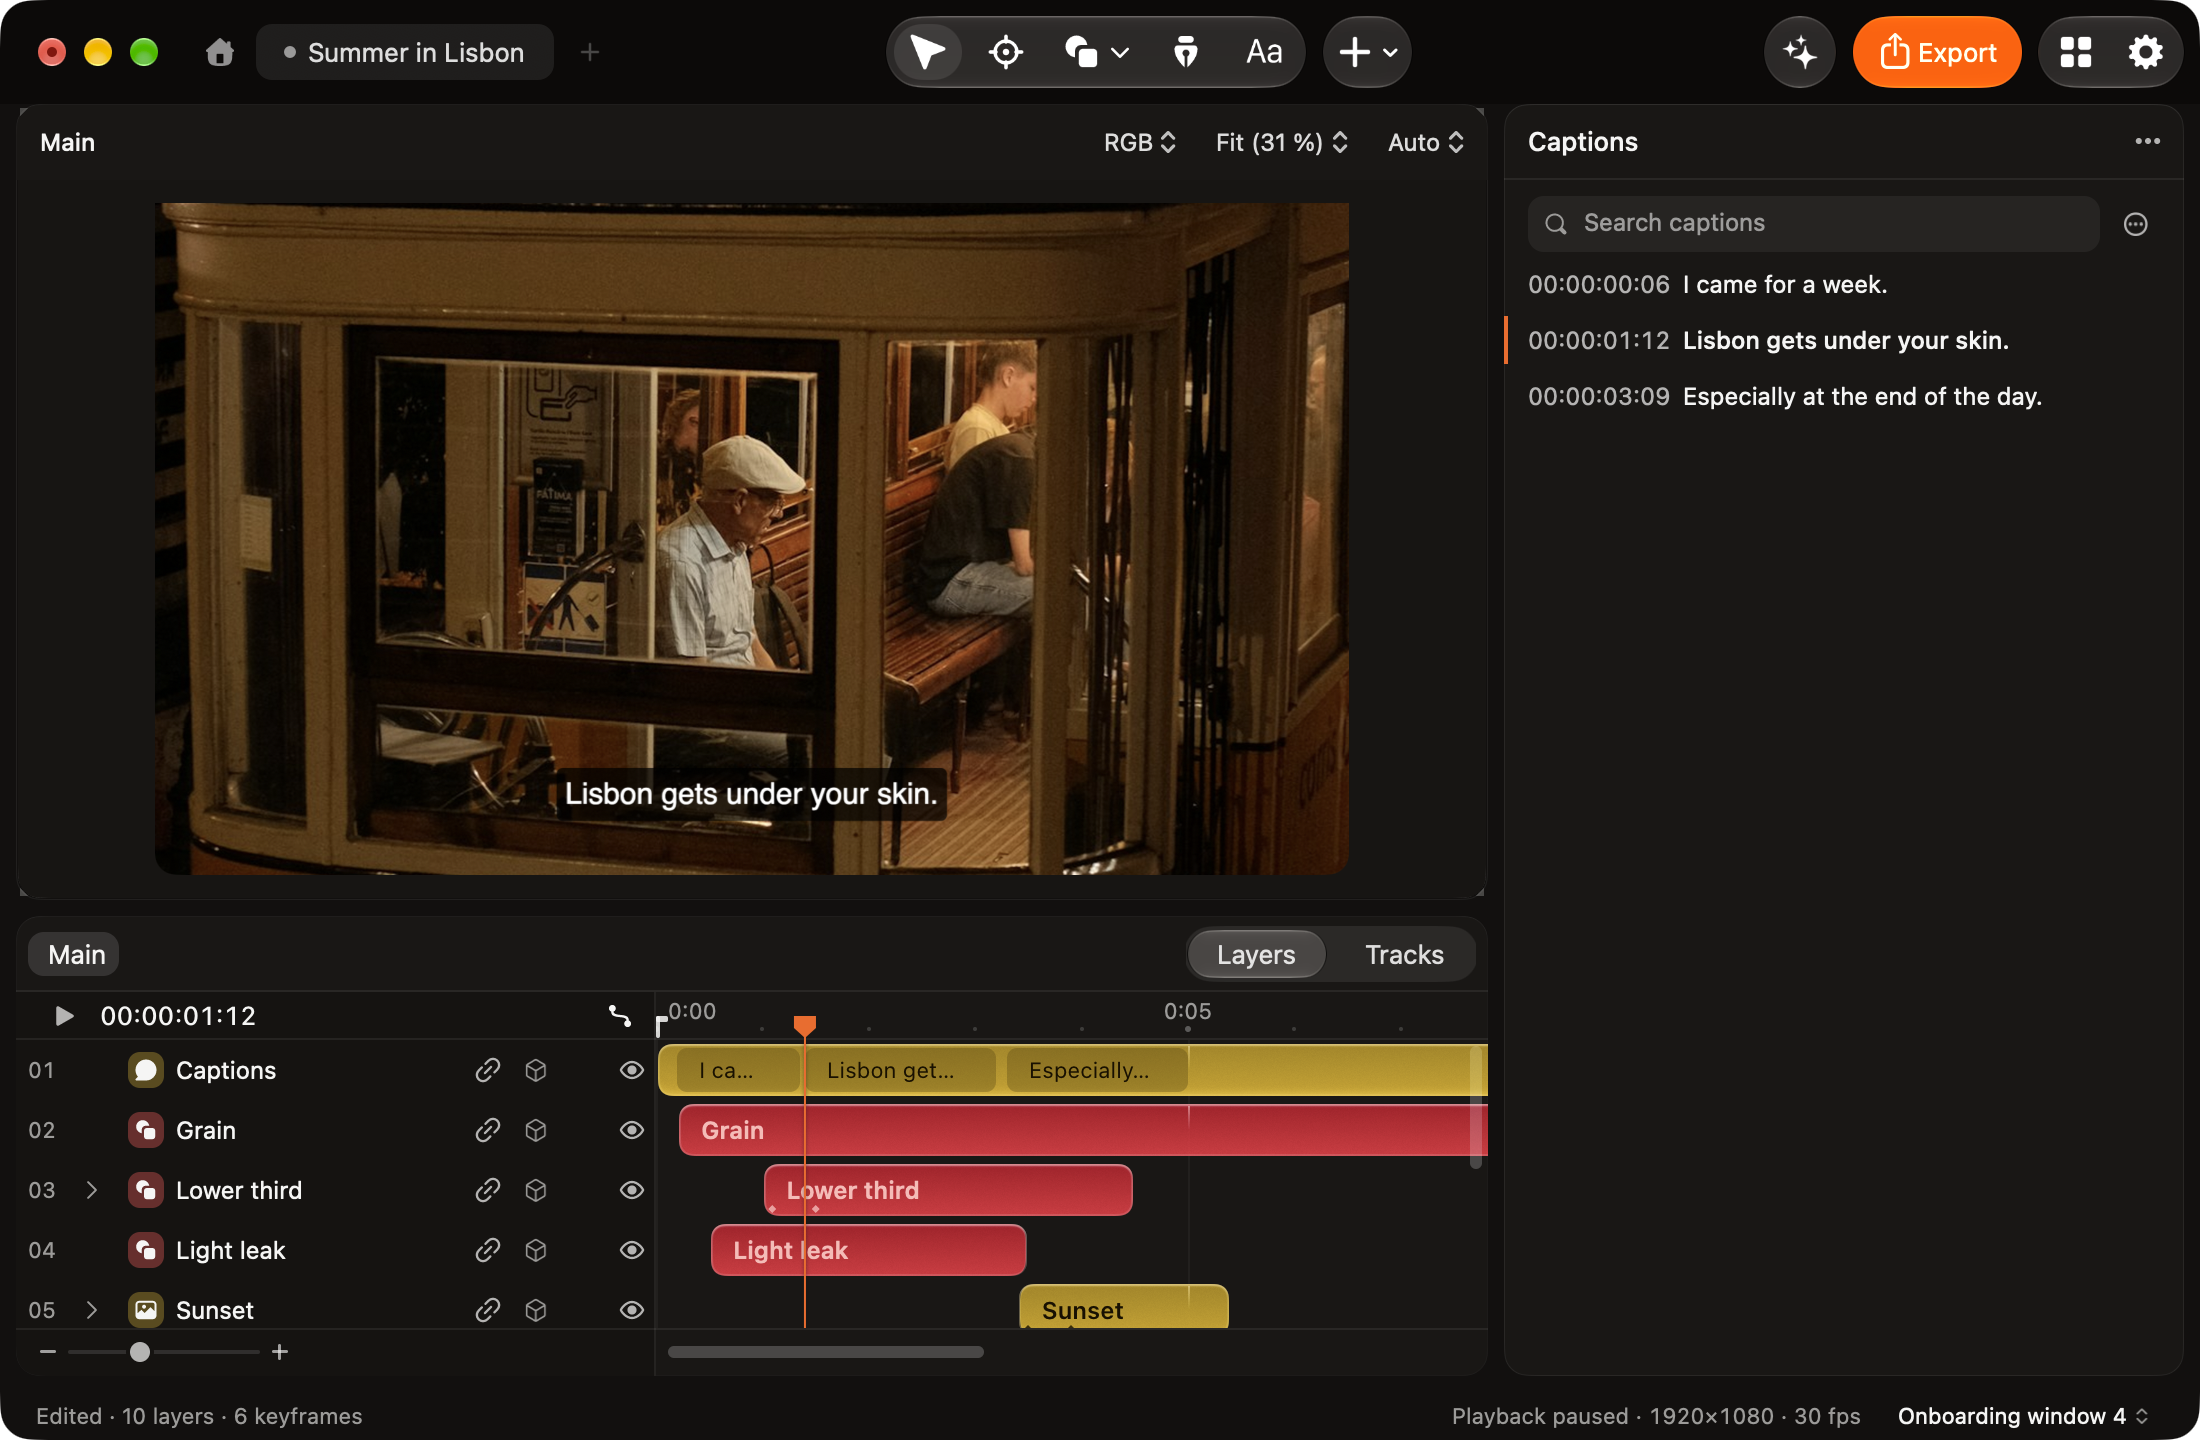 Summer in Lisbon
Aa
Export
Main
RGB
Fit (31 %)
Auto
Captions
Search captions
00:00:00:06 I came for a week.
00:00:01:12 Lisbon gets under your skin.
00:00:03:09 Especially at the end of the day.
FATIMA
Lisbon gets under your skin.
Main
Layers
Tracks
00:00:01:12
0:00
0:05
01 Captions
I ca...
Lisbon get...
Especially...
02 Grain
Grain
03 Lower third
Lower third
04 Light leak
Light leak
05 Sunset
Sunset
Edited · 10 layers · 6 keyframes
Playback paused · 1920×1080 · 30 fps
Onboarding window 4